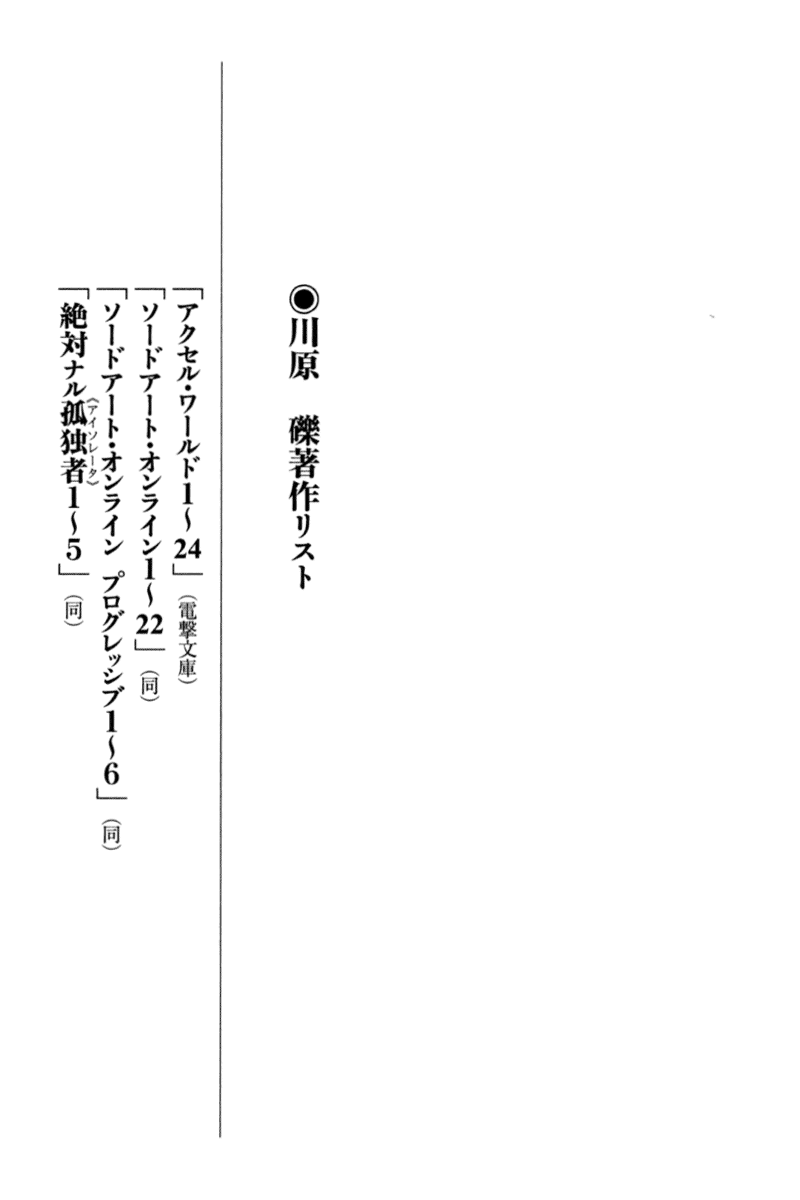 ◉川原　礫著作リスト
「アクセル・ワールド1～24」（電撃文庫）
「ソードアート・オンライン1～22」（同）
「ソードアート・オンライン　プログレッシブ1～6」（同）
「絶対ナル孤独者《アイソレータ》1～5」（同）